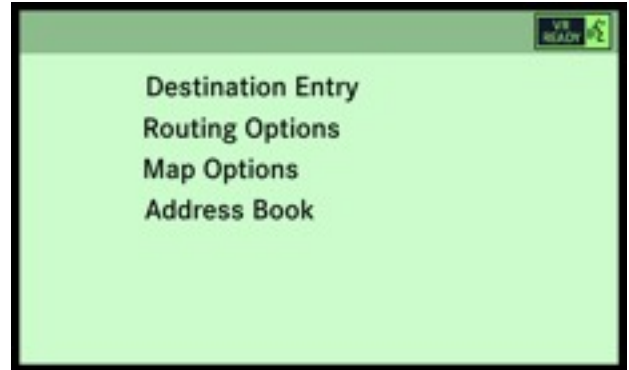 VR
READY
Destination Entry
Routing Options
Map Options
Address Book